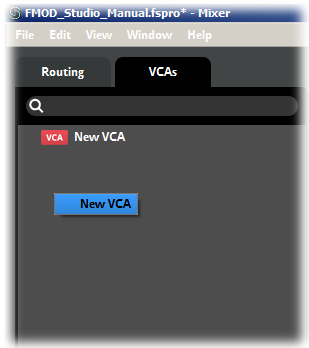 FMOD_Studio_Manual.fspro* - Mixer
File Edit View Window Help
Routing VCAs
VCA New VCA
New VCA